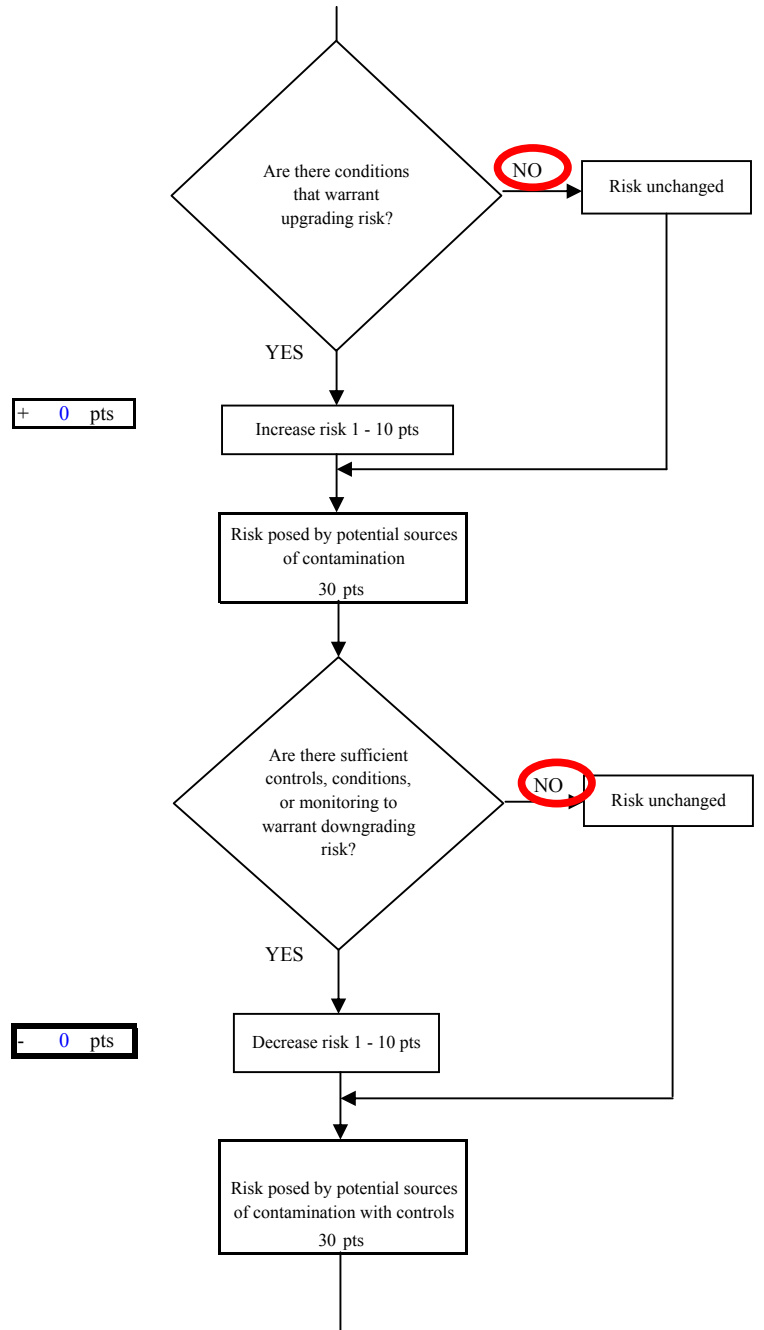 Are there conditions
that warrant
upgrading risk?
NO
Risk unchanged
YES
+ 0 pts
Increase risk 1 - 10 pts
Risk posed by potential sources
of contamination
30 pts
Are there sufficient
controls, conditions,
or monitoring to
warrant downgrading
risk?
NO
Risk unchanged
YES
- 0 pts
Decrease risk 1 - 10 pts
Risk posed by potential sources
of contamination with controls
30 pts